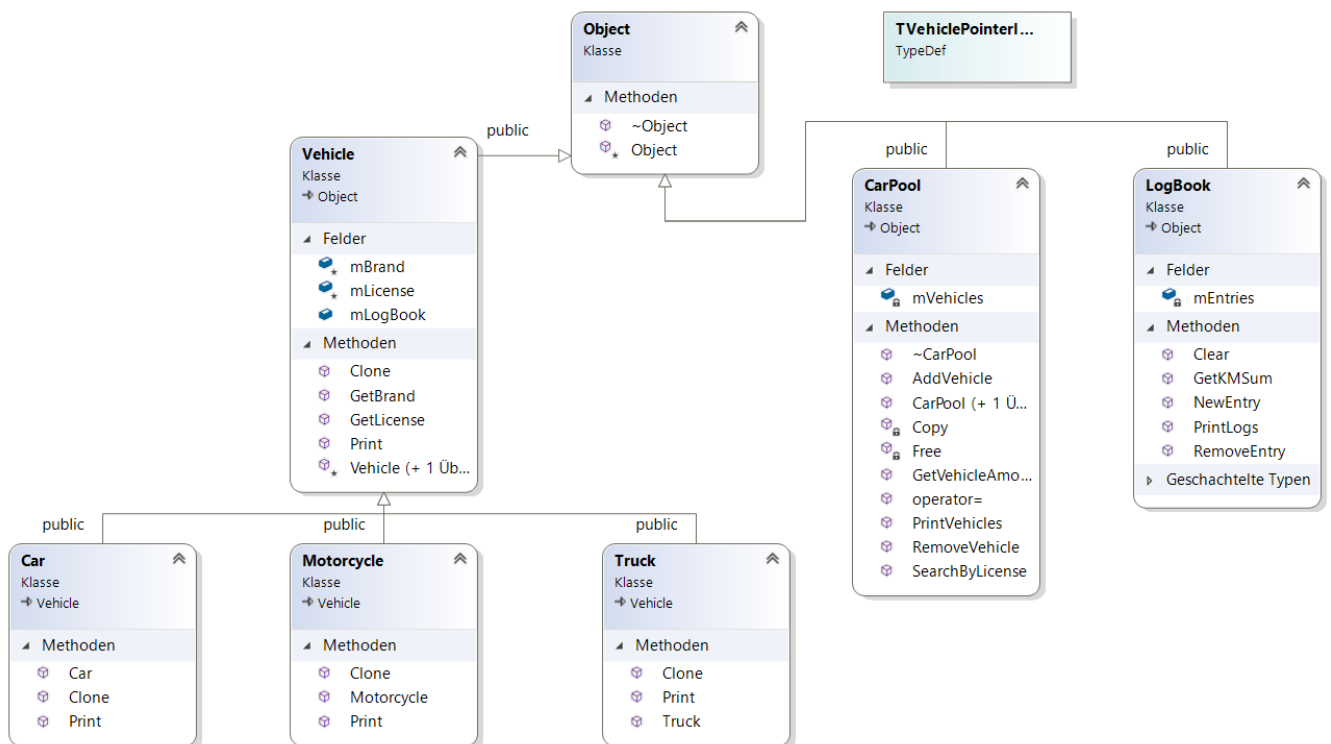 Object
Klasse
Methoden
~Object
Object
TVehiclePointerI...
TypeDef
public
Vehicle
Klasse
Object
Felder
mBrand
mLicense
mLogBook
Methoden
Clone
GetBrand
GetLicense
Print
Vehicle (+ 1 Üb...
public
CarPool
Klasse
Object
Felder
mVehicles
Methoden
~CarPool
AddVehicle
CarPool (+ 1 Ü...
Copy
Free
GetVehicleAmo...
operator=
PrintVehicles
RemoveVehicle
SearchByLicense
public
LogBook
Klasse
Object
Felder
mEntries
Methoden
Clear
GetKMSum
NewEntry
PrintLogs
RemoveEntry
Geschachtelte Typen
public
Car
Klasse
Vehicle
Methoden
Car
Clone
Print
public
Motorcycle
Klasse
Vehicle
Methoden
Clone
Motorcycle
Print
public
Truck
Klasse
Vehicle
Methoden
Clone
Print
Truck